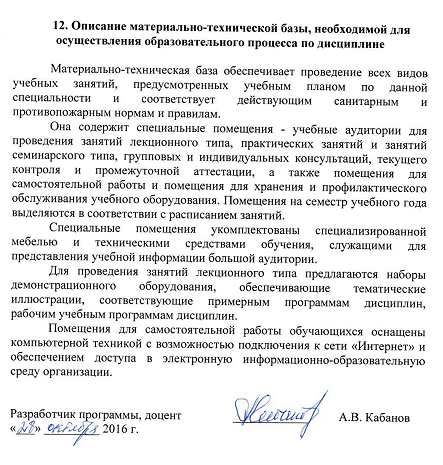 12. Описание материально-технической базы, необходимой для
осуществления образовательного процесса по дисциплине
Материально-техническая база обеспечивает проведение всех видов
учебных занятий, предусмотренных учебным планом по данной
специальности и соответствует действующим санитарным и
противопожарным нормам и правилам.
Она содержит специальные помещения - учебные аудитории для
проведения занятий лекционного типа, практических занятий и занятий
семинарского типа, групповых и индивидуальных консультаций, текущего
контроля и промежуточной аттестации, а также помещения для
самостоятельной работы и помещения для хранения и профилактического
обслуживания учебного оборудования. Помещения на семестр учебного года
выделяются в соответствии с расписанием занятий.
Специальные помещения укомплектованы специализированной
мебелью и техническими средствами обучения, служащими для
представления учебной информации большой аудитории.
Для проведения занятий лекционного типа предлагаются наборы
демонстрационного оборудования, обеспечивающие тематические
иллюстрации, соответствующие примерным программам дисциплин,
рабочим учебным программам дисциплин.
Помещения для самостоятельной работы обучающихся оснащены
компьютерной техникой с возможностью подключения к сети «Интернет» и
обеспечением доступа в электронную информационно-образовательную
среду организации.
Разработчик программы, доцент А.В. Кабанов
«28» октября 2016 г.